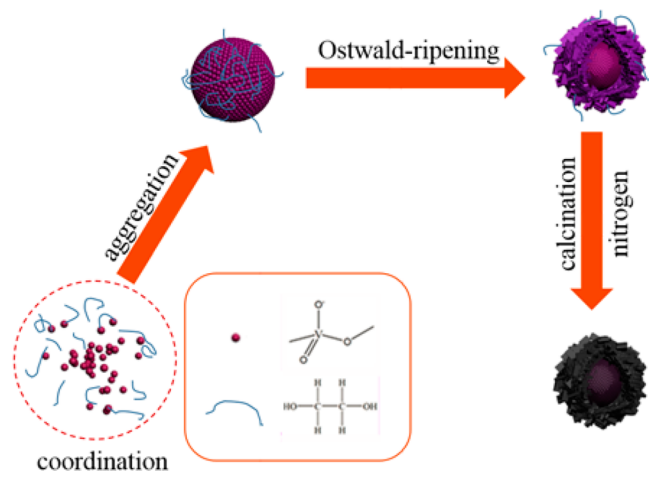 Ostwald-ripening
aggregation
calcination
nitrogen
O-
V
O
O
H H
HO C C OH
H H
coordination